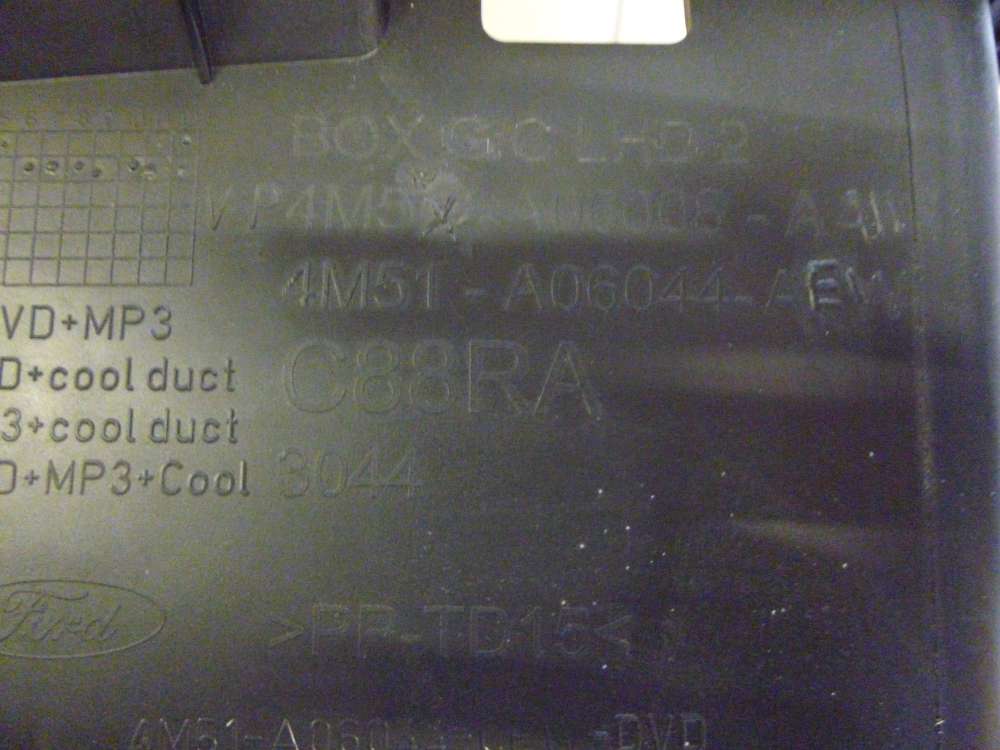 BOX G.C LHD 2
4M51-A06044-A
VD+MP3
D+cool duct
C88RA
3+cool duct
D+MP3+Cool
3044
Ford
>PP-TD15<
-DVD